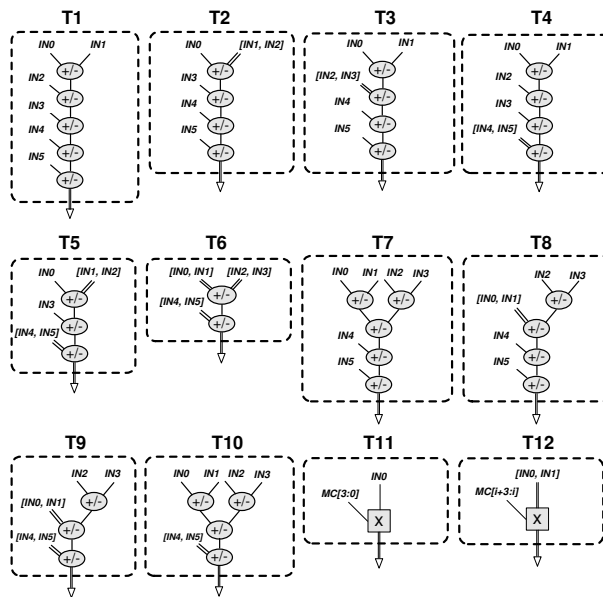 T1 T2 T3 T4
IN0 IN1 IN0 [IN1, IN2] IN0 IN1 IN0 IN1
+/- +/- +/- +/-
IN2 IN3 [IN2, IN3] IN2
+/- +/- +/- +/-
IN3 IN4 IN4 IN3
+/- +/- +/- +/-
IN4 IN5 IN5 [IN4, IN5]
+/- +/- +/- +/-
IN5
+/-
T5 T6 T7 T8
IN0 [IN1, IN2] [IN0, IN1] [IN2, IN3] IN0 IN1 IN2 IN3 IN2 IN3
+/- +/- +/- +/- +/-
IN3 [IN4, IN5] [IN0, IN1]
+/- +/- +/- +/-
[IN4, IN5] IN4 IN4
+/- +/- +/-
IN5 IN5
+/- +/-
T9 T10 T11 T12
IN2 IN3 IN0 IN1 IN2 IN3 IN0 [IN0, IN1]
+/- +/- +/- MC[3:0] MC[i+3:i]
[IN0, IN1] X X
+/- +/-
[IN4, IN5] [IN4, IN5]
+/- +/-